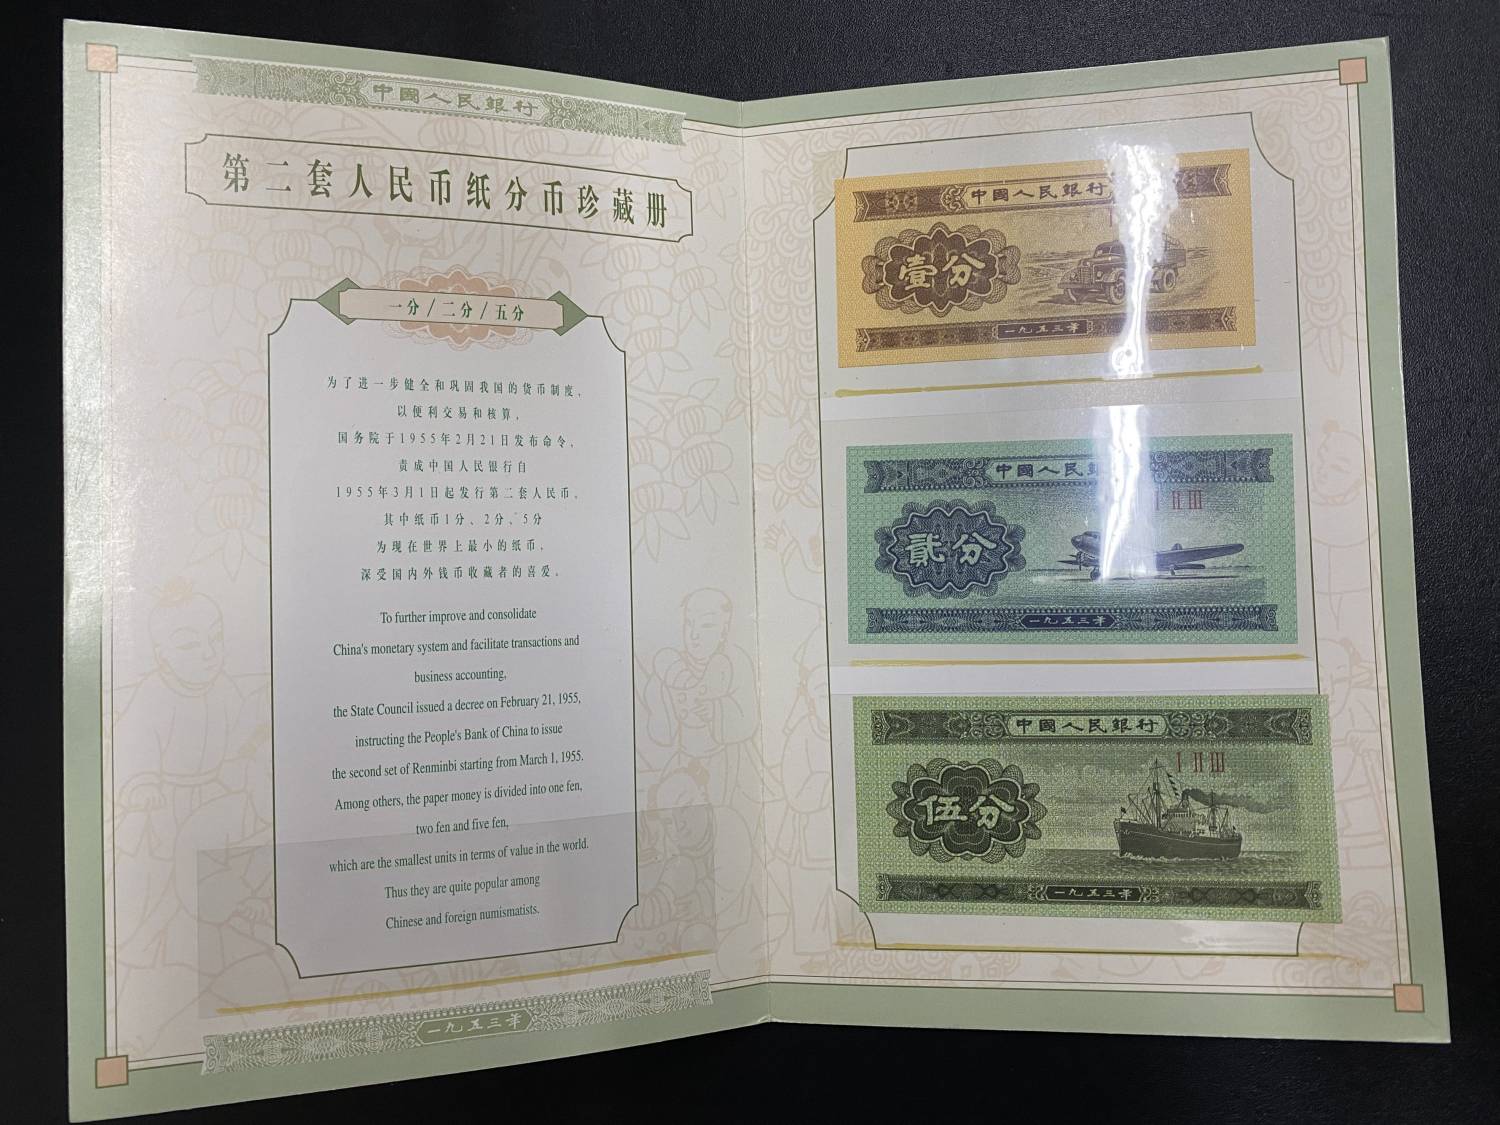 中國人民銀行
第二套人民币纸分币珍藏册
一分/二分/五分
为了进一步健全和巩固我国的货币制度,
以便利交易和核算,
国务院于1955年2月21日发布命令,
责成中国人民银行自
1955年3月1日起发行第二套人民币。
其中纸币1分、2分、5分
为现在世界上最小的纸币,
深受国内外钱币收藏者的喜爱。
To further improve and consolidate
China's monetary system and facilitate transactions and
business accounting,
the State Council issued a decree on February 21, 1955,
instructing the People's Bank of China to issue
the second set of Renminbi starting from March 1, 1955.
Among others, the paper money is divided into one fen,
two fen and five fen,
which are the smallest units in terms of value in the world.
Thus they are quite popular among
Chinese and foreign numismatists.
一九五三年
中國人民銀行
壹分
一九五三年
中國人民銀
I II III
貳分
一九五三年
中國人民銀行
I II III
伍分
一九五三年